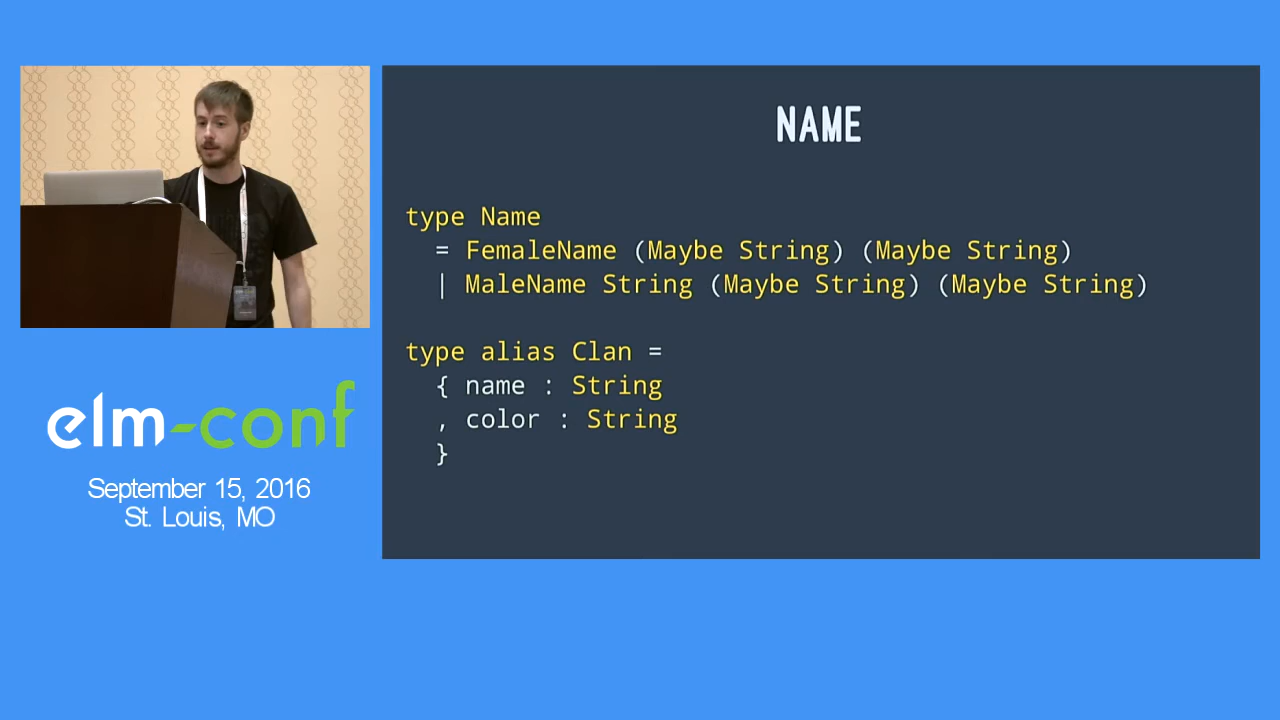 NAME
type Name
= FemaleName (Maybe String) (Maybe String)
| MaleName String (Maybe String) (Maybe String)
type alias Clan =
{ name : String
, color : String
}
elm-conf
September 15, 2016
St. Louis, MO